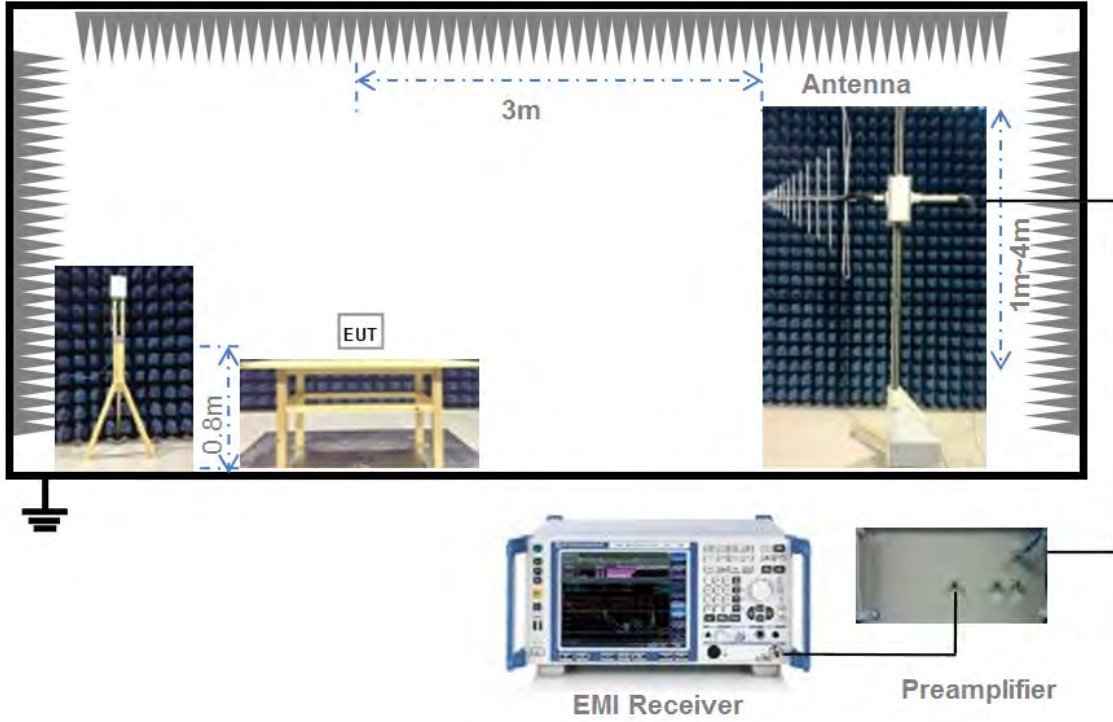 Antenna
3m
1m~4m
EUT
0.8m
EMI Receiver
Preamplifier